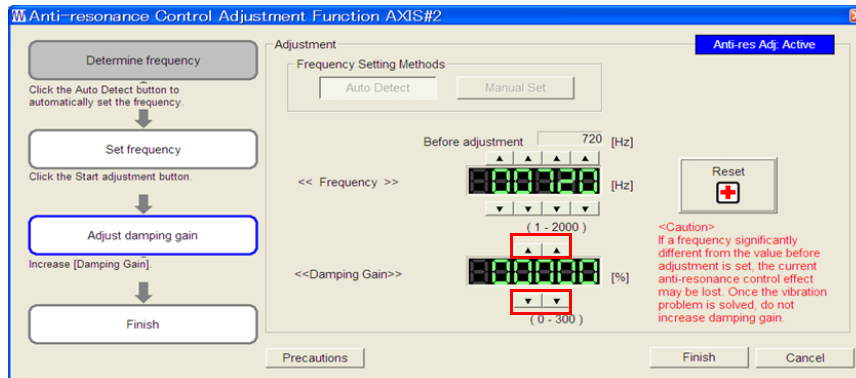 Anti-resonance Control Adjustment Function AXIS#2
Determine frequency
Click the Auto Detect button to
automatically set the frequency.
Set frequency
Click the Start adjustment button.
Adjust damping gain
Increase [Damping Gain].
Finish
Adjustment
Anti-res Adj: Active
Frequency Setting Methods
Auto Detect
Manual Set
Before adjustment 720 [Hz]
<< Frequency >> 00720 [Hz]
( 1 - 2000 )
<<Damping Gain>> 00000 [%]
( 0 - 300 )
Reset
<Caution>
If a frequency significantly
different from the value before
adjustment is set, the current
anti-resonance control effect
may be lost. Once the vibration
problem is solved, do not
increase damping gain.
Precautions
Finish
Cancel